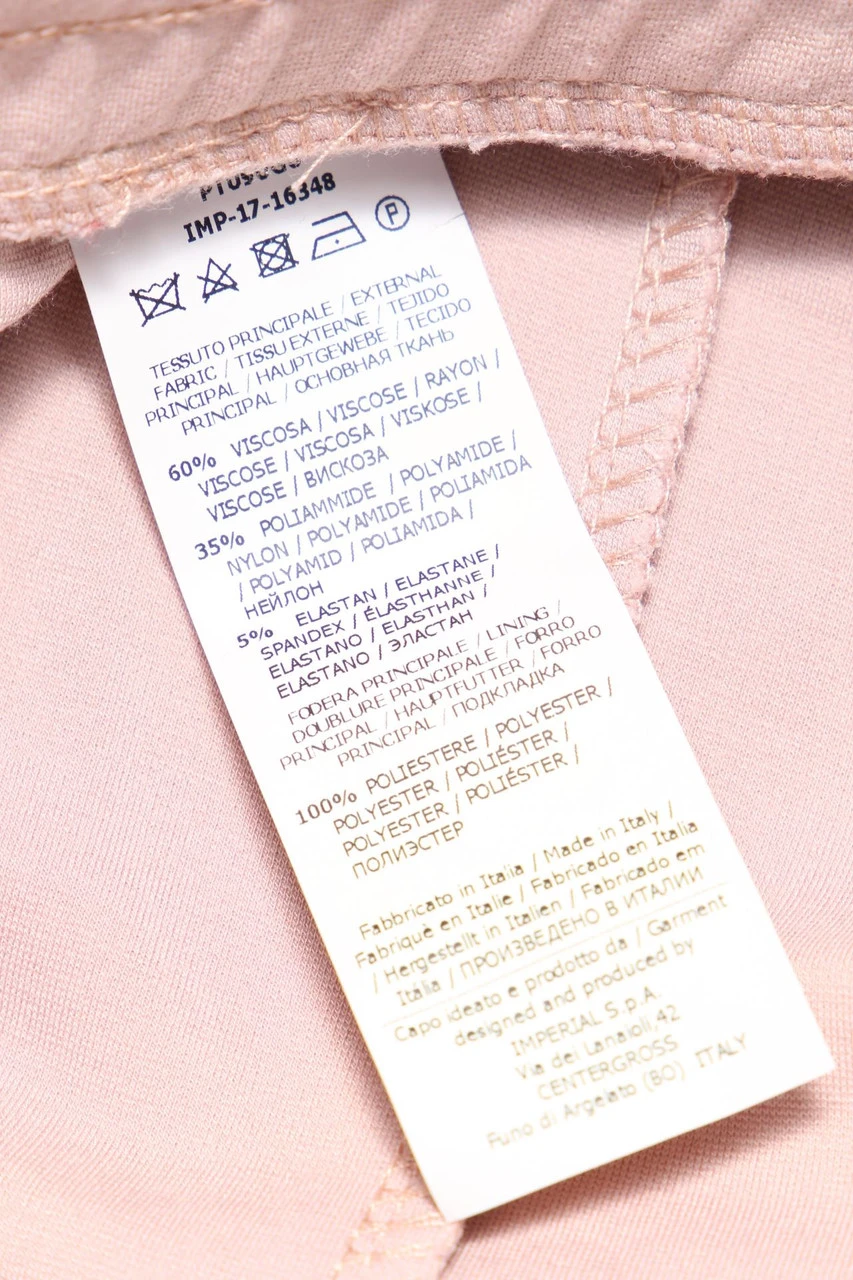 IMP-17-16348
P
TESSUTO PRINCIPALE / EXTERNAL
FABRIC / TISSU EXTERNE / TEJIDO
PRINCIPAL / HAUPTGEWEBE / TECIDO
PRINCIPAL / ОСНОВНАЯ ТКАНЬ
60% VISCOSA / VISCOSE / RAYON /
VISCOSE / VISCOSA / VISKOSE /
VISCOSE / ВИСКОЗА
35% POLIAMMIDE / POLYAMIDE /
NYLON / POLYAMIDE / POLIAMIDA
/ POLYAMID / POLIAMIDA /
НЕЙЛОН
5% ELASTAN / ELASTANE /
SPANDEX / ÉLASTHANNE /
ELASTANO / ELASTHAN /
ELASTANO / ЭЛАСТАН
FODERA PRINCIPALE / LINING /
DOUBLURE PRINCIPALE / FORRO
PRINCIPAL / HAUPTFUTTER / FORRO
PRINCIPAL / ПОДКЛАДКА
100% POLIESTERE / POLYESTER /
POLYESTER / POLIÉSTER /
POLYESTER / POLIÉSTER /
ПОЛИЭСТЕР
Fabbricato in Italia / Made in Italy /
Fabriqué en Italie / Fabricado en Italia
/ Hergestellt in Italien / Fabricado em
Itália / ПРОИЗВЕДЕНО В ИТАЛИИ
Capo ideato e prodotto da / Garment
designed and produced by
IMPERIAL S.p.A.
Via dei Lanaioli,42
CENTERGROSS
Funo di Argelato (BO) ITALY